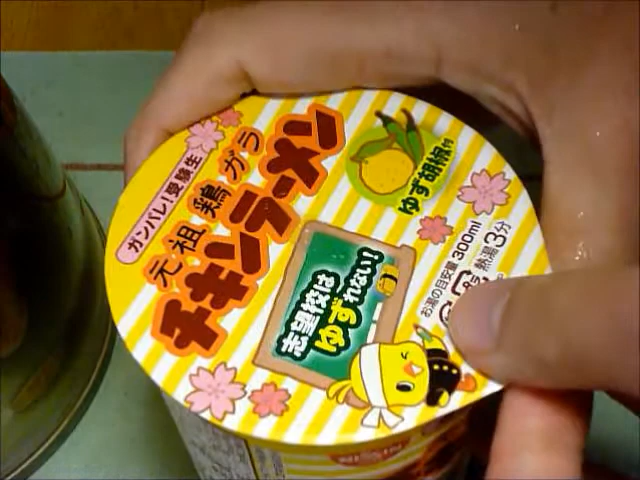 ガンバレ!受験生
元祖鶏ガラ
チキンラーメン
ゆず胡椒付
志望校は
ゆずれない!
お湯の目安量 300ml
熱湯3分